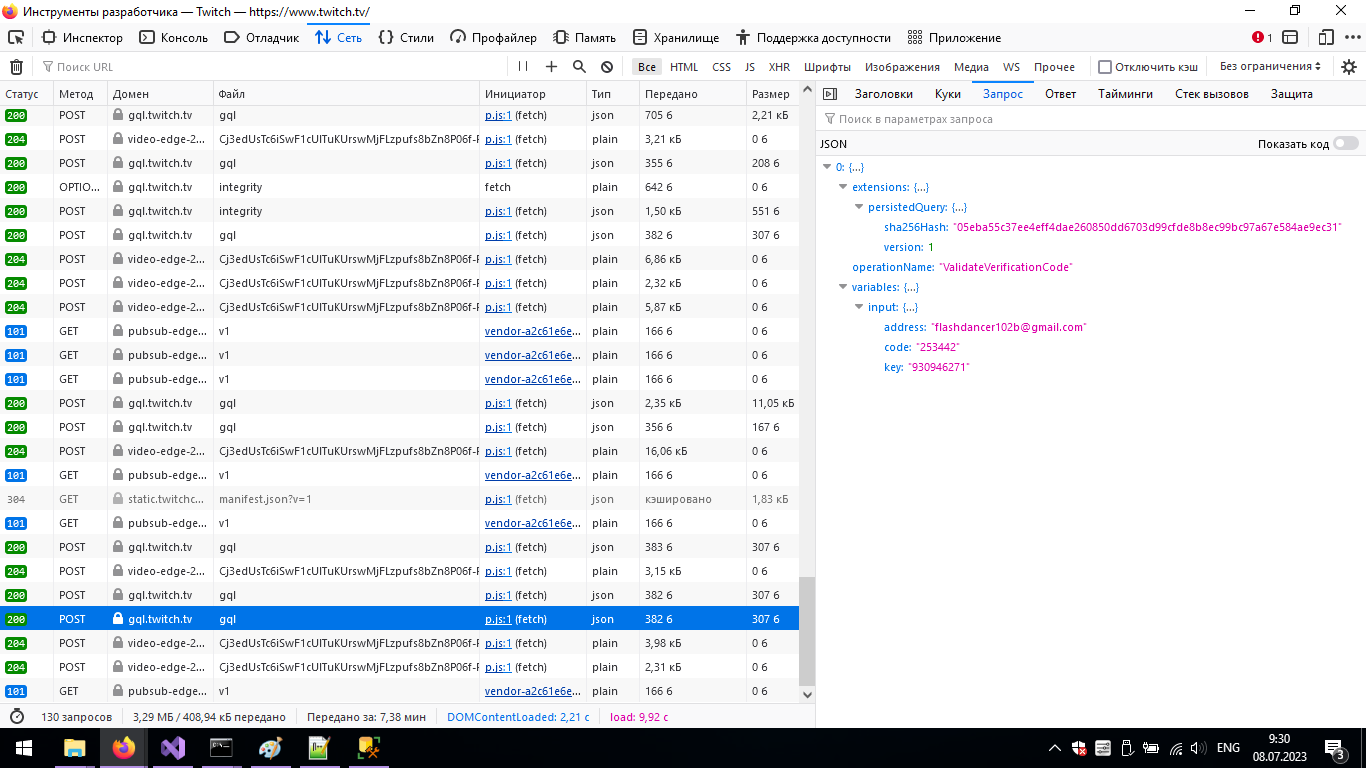 Инструменты разработчика — Twitch — https://www.twitch.tv/
Инспектор Консоль Отладчик Сеть Стили Профайлер Память Хранилище Поддержка доступности Приложение 1
Поиск URL Все HTML CSS JS XHR Шрифты Изображения Медиа WS Прочее Отключить кэш Без ограничения
Статус Метод Домен Файл Инициатор Тип Передано Размер
200 POST gql.twitch.tv gql p.js:1 (fetch) json 705 б 2,21 кБ
204 POST video-edge-2... Cj3edUsTc6iSwF1cUlTuKUrswMjFLzpufs8bZn8P06f-F p.js:1 (fetch) plain 3,21 кБ 0 б
200 POST gql.twitch.tv gql p.js:1 (fetch) json 355 б 208 б
200 OPTIO... gql.twitch.tv integrity fetch plain 642 б 0 б
200 POST gql.twitch.tv integrity p.js:1 (fetch) json 1,50 кБ 551 б
200 POST gql.twitch.tv gql p.js:1 (fetch) json 382 б 307 б
204 POST video-edge-2... Cj3edUsTc6iSwF1cUlTuKUrswMjFLzpufs8bZn8P06f-F p.js:1 (fetch) plain 6,86 кБ 0 б
204 POST video-edge-2... Cj3edUsTc6iSwF1cUlTuKUrswMjFLzpufs8bZn8P06f-F p.js:1 (fetch) plain 2,32 кБ 0 б
204 POST video-edge-2... Cj3edUsTc6iSwF1cUlTuKUrswMjFLzpufs8bZn8P06f-F p.js:1 (fetch) plain 5,87 кБ 0 б
101 GET pubsub-edge... v1 vendor-a2c61e6e... plain 166 б 0 б
101 GET pubsub-edge... v1 vendor-a2c61e6e... plain 166 б 0 б
101 GET pubsub-edge... v1 vendor-a2c61e6e... plain 166 б 0 б
200 POST gql.twitch.tv gql p.js:1 (fetch) json 2,35 кБ 11,05 кБ
200 POST gql.twitch.tv gql p.js:1 (fetch) json 356 б 167 б
204 POST video-edge-2... Cj3edUsTc6iSwF1cUlTuKUrswMjFLzpufs8bZn8P06f-F p.js:1 (fetch) plain 16,06 кБ 0 б
101 GET pubsub-edge... v1 vendor-a2c61e6e... plain 166 б 0 б
304 GET static.twitchc... manifest.json?v=1 p.js:1 (fetch) json кэшировано 1,83 кБ
101 GET pubsub-edge... v1 vendor-a2c61e6e... plain 166 б 0 б
200 POST gql.twitch.tv gql p.js:1 (fetch) json 383 б 307 б
204 POST video-edge-2... Cj3edUsTc6iSwF1cUlTuKUrswMjFLzpufs8bZn8P06f-F p.js:1 (fetch) plain 3,15 кБ 0 б
200 POST gql.twitch.tv gql p.js:1 (fetch) json 382 б 307 б
200 POST gql.twitch.tv gql p.js:1 (fetch) json 382 б 307 б
204 POST video-edge-2... Cj3edUsTc6iSwF1cUlTuKUrswMjFLzpufs8bZn8P06f-F p.js:1 (fetch) plain 3,98 кБ 0 б
204 POST video-edge-2... Cj3edUsTc6iSwF1cUlTuKUrswMjFLzpufs8bZn8P06f-F p.js:1 (fetch) plain 2,31 кБ 0 б
101 GET pubsub-edge... v1 vendor-a2c61e6e... plain 166 б 0 б
130 запросов 3,29 МБ / 408,94 кБ передано Передано за: 7,38 мин DOMContentLoaded: 2,21 с load: 9,92 с
Заголовки Куки Запрос Ответ Тайминги Стек вызовов Защита
Поиск в параметрах запроса
JSON Показать код
0: {...}
extensions: {...}
persistedQuery: {...}
sha256Hash: "05eba55c37ee4eff4dae260850dd6703d99cfde8b8ec99bc97a67e584ae9ec31"
version: 1
operationName: "ValidateVerificationCode"
variables: {...}
input: {...}
address: "flashdancer102b@gmail.com"
code: "253442"
key: "930946271"
ENG 9:30
08.07.2023 3